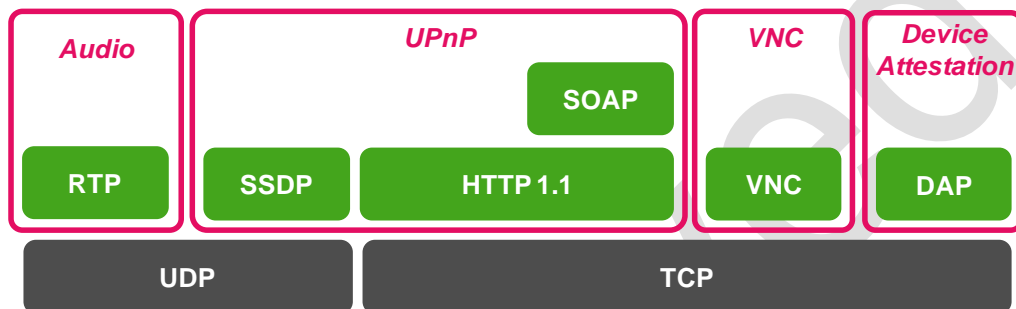 Audio
UPnP
VNC
Device
Attestation
SOAP
RTP
SSDP
HTTP 1.1
VNC
DAP
UDP
TCP